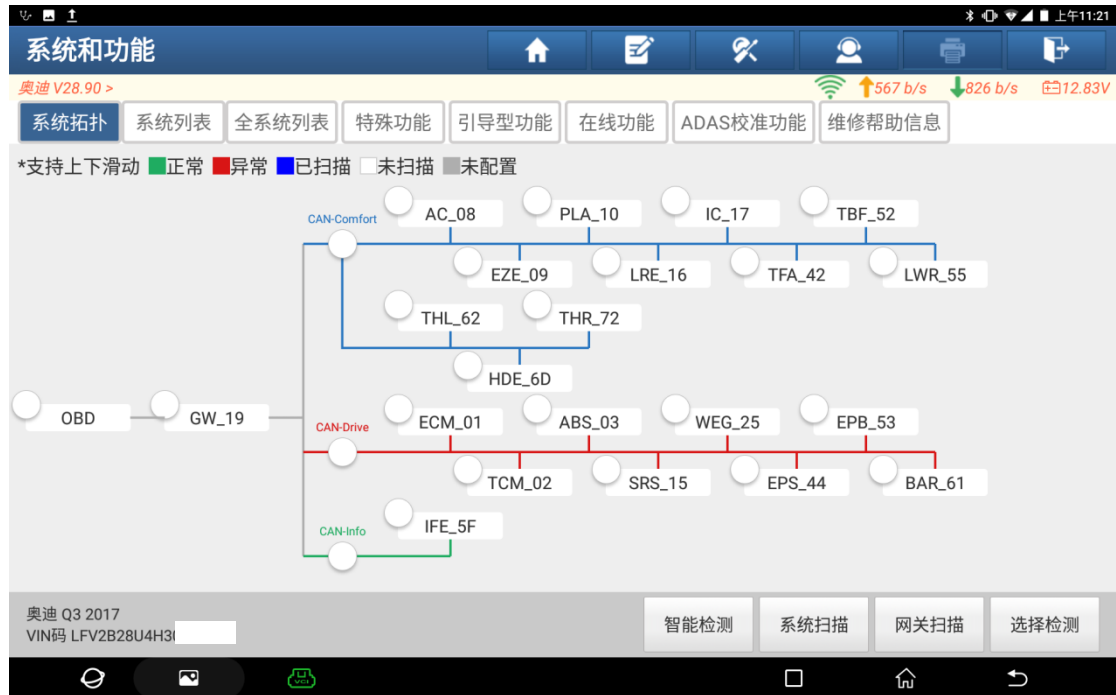 上午11:21
系统和功能
奥迪 V28.90 >
567 b/s 826 b/s 12.83V
系统拓扑 系统列表 全系统列表 特殊功能 引导型功能 在线功能 ADAS校准功能 维修帮助信息
*支持上下滑动 正常 异常 已扫描 未扫描 未配置
CAN-Comfort AC_08 PLA_10 IC_17 TBF_52
EZE_09 LRE_16 TFA_42 LWR_55
THL_62 THR_72
HDE_6D
OBD GW_19
CAN-Drive ECM_01 ABS_03 WEG_25 EPB_53
TCM_02 SRS_15 EPS_44 BAR_61
CAN-Info IFE_5F
奥迪 Q3 2017
VIN码 LFV2B28U4H3
智能检测 系统扫描 网关扫描 选择检测
VCI